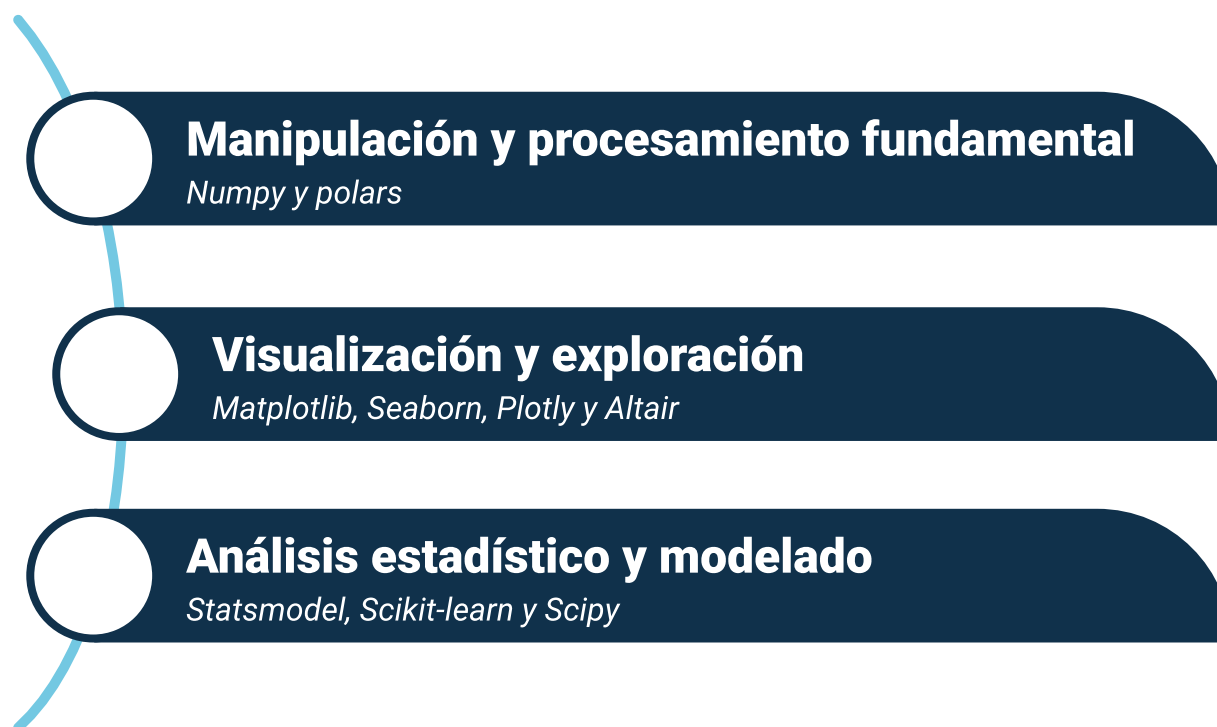 Manipulación y procesamiento fundamental
Numpy y polars
Visualización y exploración
Matplotlib, Seaborn, Plotly y Altair
Análisis estadístico y modelado
Statsmodel, Scikit-learn y Scipy